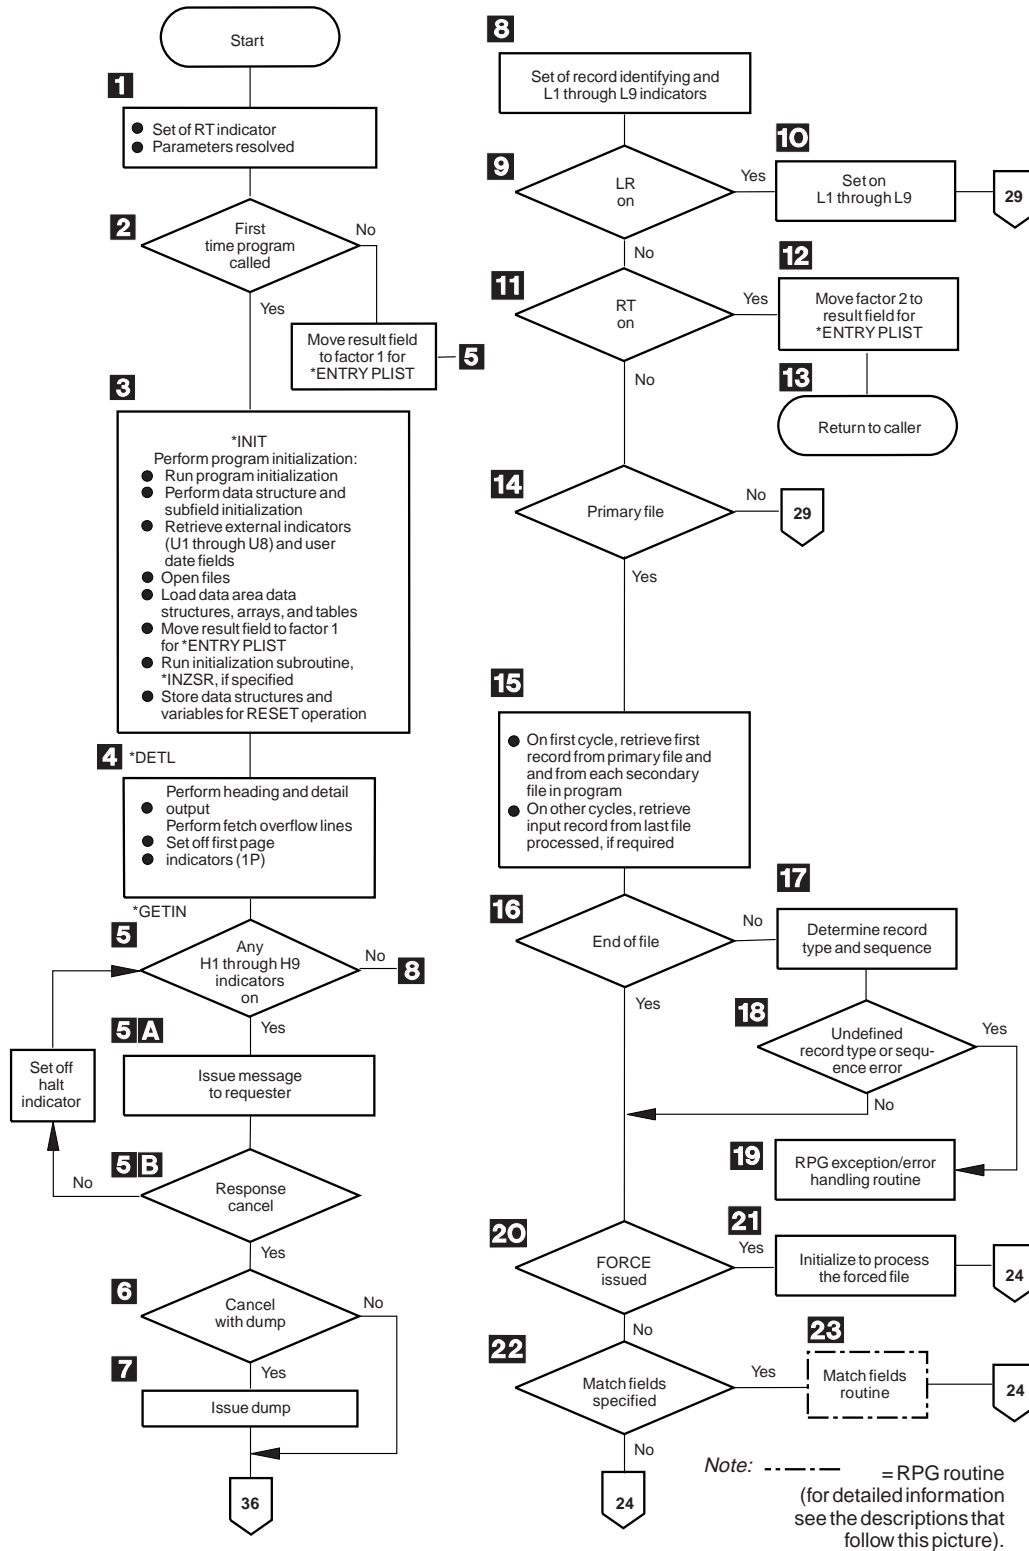 Start
1
Set of RT indicator
Parameters resolved
2
First
time program
called
No
Yes
Move result field
to factor 1 for
*ENTRY PLIST
5
3
*INIT
Perform program initialization:
Run program initialization
Perform data structure and
subfield initialization
Retrieve external indicators
(U1 through U8) and user
date fields
Open files
Load data area data
structures, arrays, and tables
Move result field to factor 1
for *ENTRY PLIST
Run initialization subroutine,
*INZSR, if specified
Store data structures and
variables for RESET operation
4 *DETL
Perform heading and detail
output
Perform fetch overflow lines
Set off first page
indicators (1P)
*GETIN
5
Any
H1 through H9
indicators
on
No
8
Yes
5A
Issue message
to requester
Set off
halt
indicator
5B
Response
cancel
No
Yes
6
Cancel
with dump
No
Yes
7
Issue dump
36
8
Set of record identifying and
L1 through L9 indicators
9
LR
on
Yes
10
Set on
L1 through L9
29
No
11
RT
on
Yes
12
Move factor 2 to
result field for
*ENTRY PLIST
13
Return to caller
No
14
Primary file
No
29
Yes
15
On first cycle, retrieve first
record from primary file and
and from each secondary
file in program
On other cycles, retrieve
input record from last file
processed, if required
16
End of file
No
17
Determine record
type and sequence
Yes
18
Undefined
record type or sequ-
ence error
Yes
No
19
RPG exception/error
handling routine
20
FORCE
issued
Yes
21
Initialize to process
the forced file
24
No
22
Match fields
specified
Yes
23
Match fields
routine
24
No
24
Note: = RPG routine
(for detailed information
see the descriptions that
follow this picture).